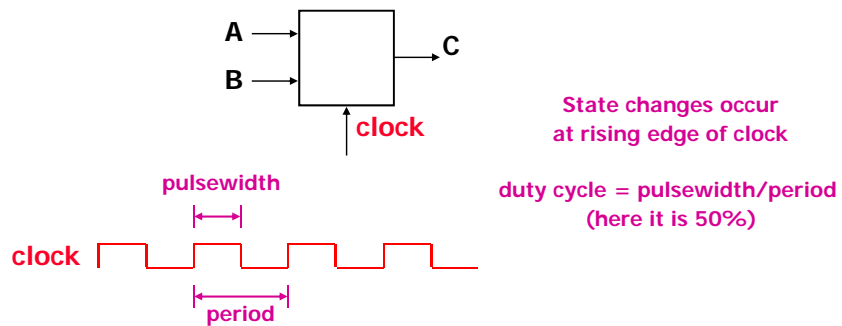 A
C
B
clock
State changes occur
at rising edge of clock
pulsewidth
duty cycle = pulsewidth/period
(here it is 50%)
clock
period